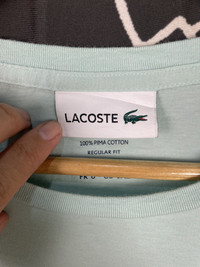 LACOSTE
100% PIMA COTTON
REGULAR FIT